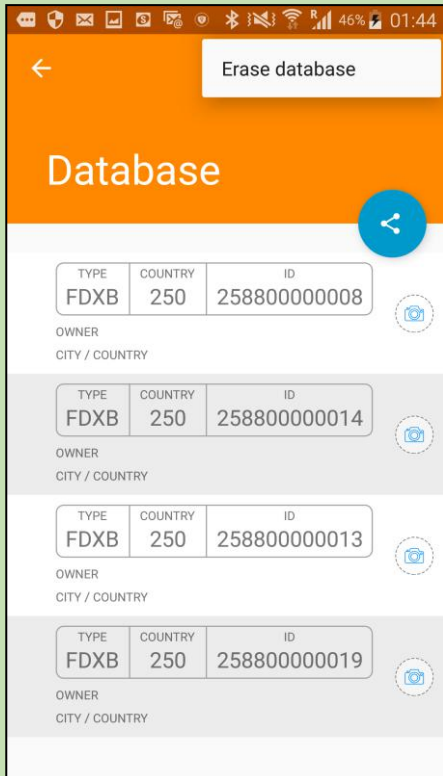 R 46% 01:44
Erase database
Database
TYPE COUNTRY ID
FDXB 250 258800000008
OWNER
CITY / COUNTRY
TYPE COUNTRY ID
FDXB 250 258800000014
OWNER
CITY / COUNTRY
TYPE COUNTRY ID
FDXB 250 258800000013
OWNER
CITY / COUNTRY
TYPE COUNTRY ID
FDXB 250 258800000019
OWNER
CITY / COUNTRY